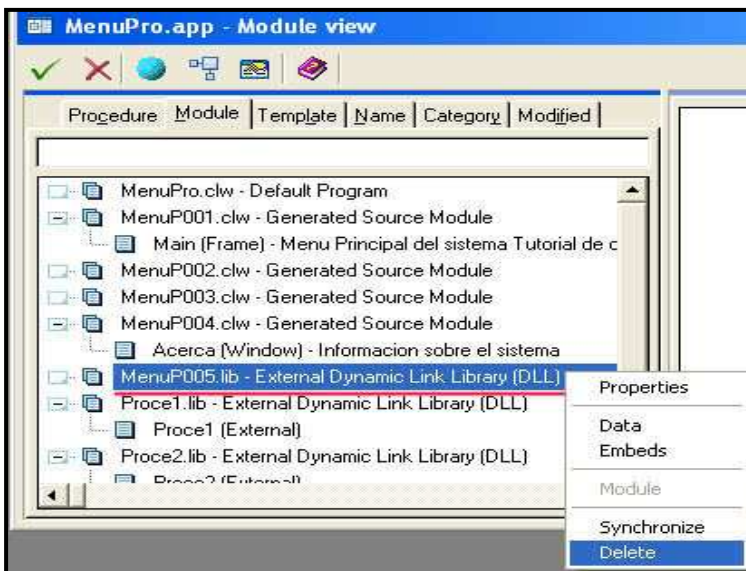 MenuPro.app - Module view
Procedure Module Template Name Category Modified
MenuPro.clw - Default Program
MenuP001.clw - Generated Source Module
Main (Frame) - Menu Principal del sistema Tutorial de c
MenuP002.clw - Generated Source Module
MenuP003.clw - Generated Source Module
MenuP004.clw - Generated Source Module
Acerca (Window) - Informacion sobre el sistema
MenuP005.lib - External Dynamic Link Library (DLL)
Proce1.lib - External Dynamic Link Library (DLL)
Proce1 (External)
Proce2.lib - External Dynamic Link Library (DLL)
Proce2 (External)
Properties
Data
Embeds
Module
Synchronize
Delete